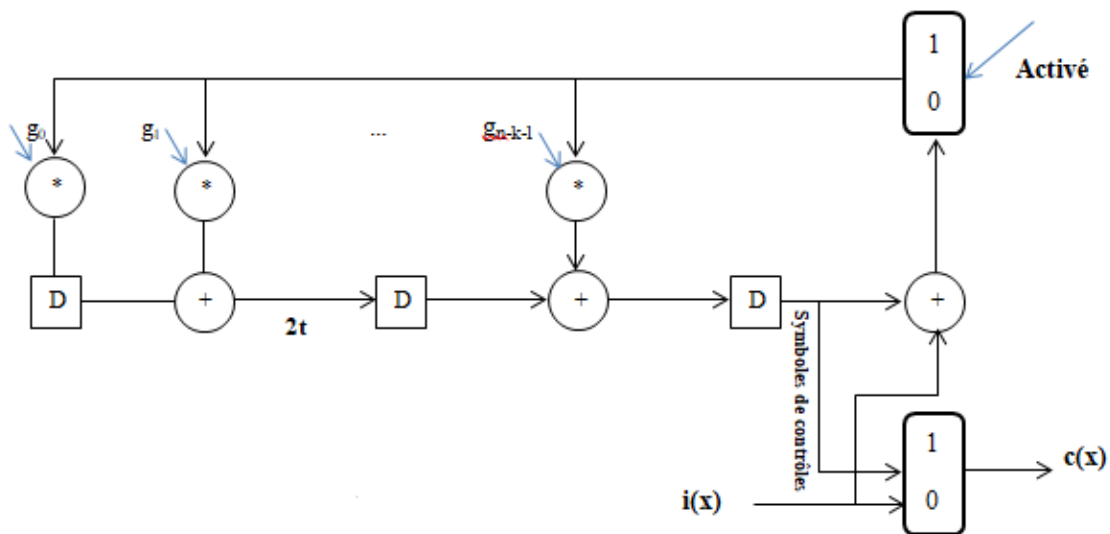 1
Activé
0
g0 g1 ... gn-k-1
* * *
D + D + D +
2t
Symboles de contrôles
1
c(x)
i(x) 0